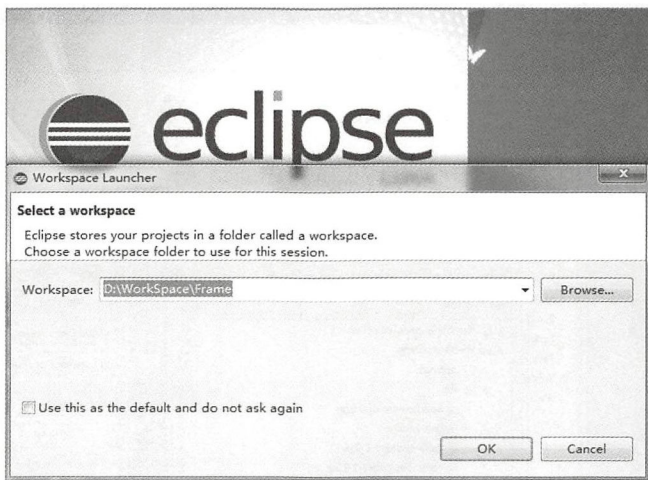 eclipse
Workspace Launcher
x
Select a workspace
Eclipse stores your projects in a folder called a workspace.
Choose a workspace folder to use for this session.
Workspace: D:\WorkSpace\Frame Browse...
Use this as the default and do not ask again
OK Cancel